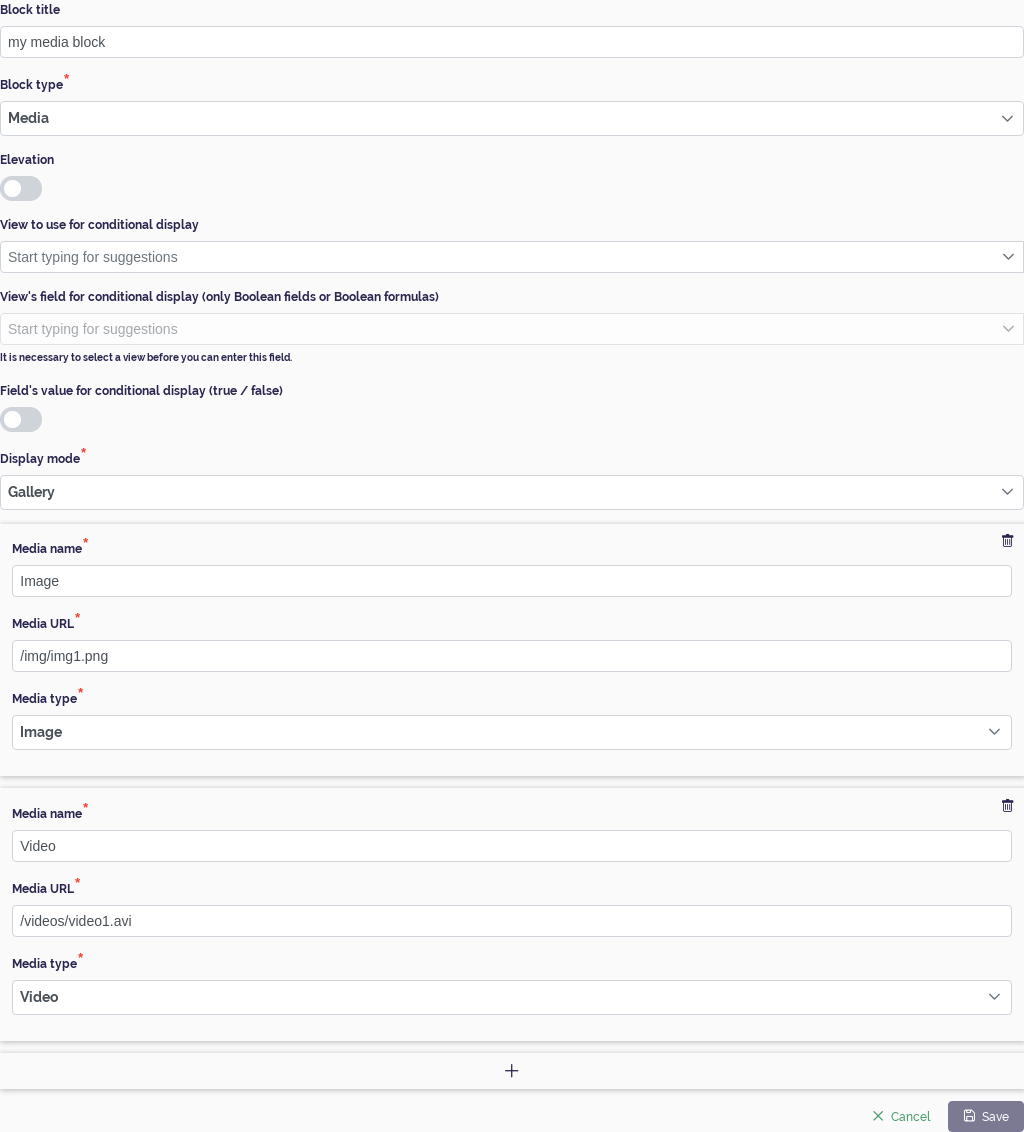 Block title
my media block
Block type*
Media
Elevation
View to use for conditional display
Start typing for suggestions
View's field for conditional display (only Boolean fields or Boolean formulas)
Start typing for suggestions
It is necessary to select a view before you can enter this field.
Field's value for conditional display (true / false)
Display mode*
Gallery
Media name*
Image
Media URL*
/img/img1.png
Media type*
Image
Media name*
Video
Media URL*
/videos/video1.avi
Media type*
Video
Cancel Save